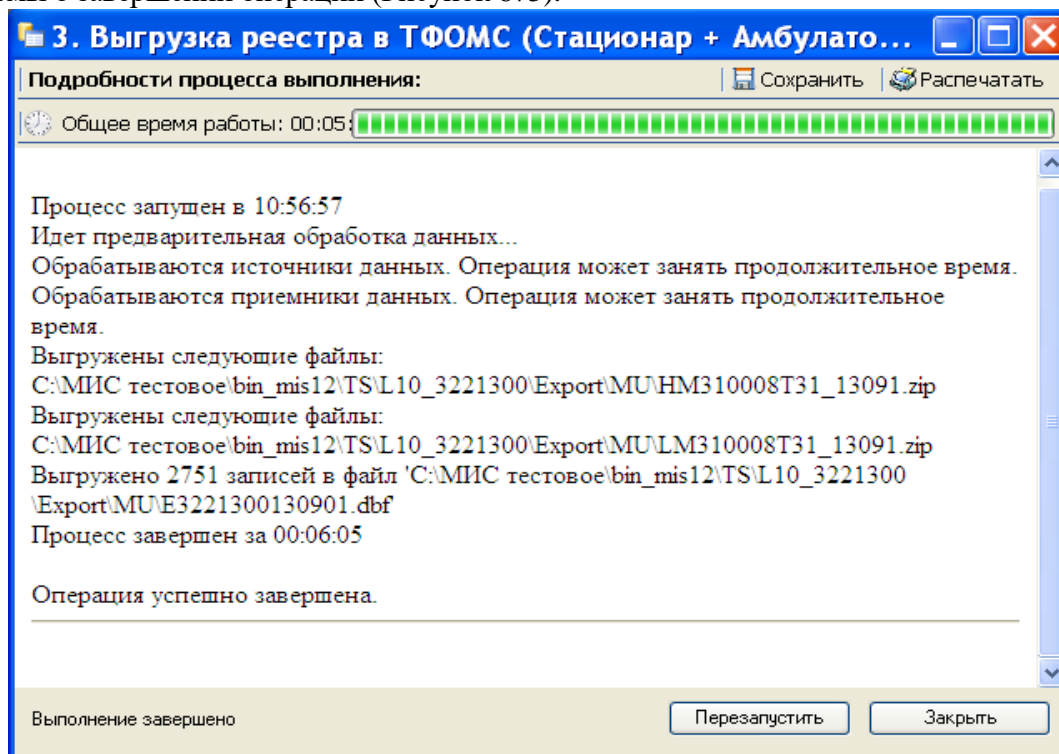 о завершении операции (Рисунок 675).
3. Выгрузка реестра в ТФОМС (Стационар + Амбулато...
Подробности процесса выполнения:
Сохранить
Распечатать
Общее время работы: 00:05:
Процесс запущен в 10:56:57
Идет предварительная обработка данных...
Обрабатываются источники данных. Операция может занять продолжительное время.
Обрабатываются приемники данных. Операция может занять продолжительное
время.
Выгружены следующие файлы:
C:\МИС тестовое\bin_mis12\TS\L10_3221300\Export\MU\HM310008T31_13091.zip
Выгружены следующие файлы:
C:\МИС тестовое\bin_mis12\TS\L10_3221300\Export\MU\LM310008T31_13091.zip
Выгружено 2751 записей в файл 'C:\МИС тестовое\bin_mis12\TS\L10_3221300
\Export\MU\E3221300130901.dbf'
Процесс завершен за 00:06:05
Операция успешно завершена.
Выполнение завершено
Перезапустить
Закрыть